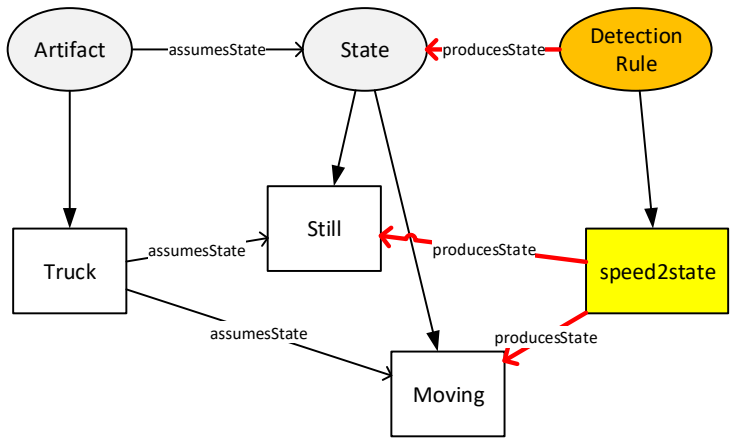 Artifact
assumesState
State
producesState
Detection
Rule
Still
assumesState
producesState
Truck
speed2state
assumesState
producesState
Moving